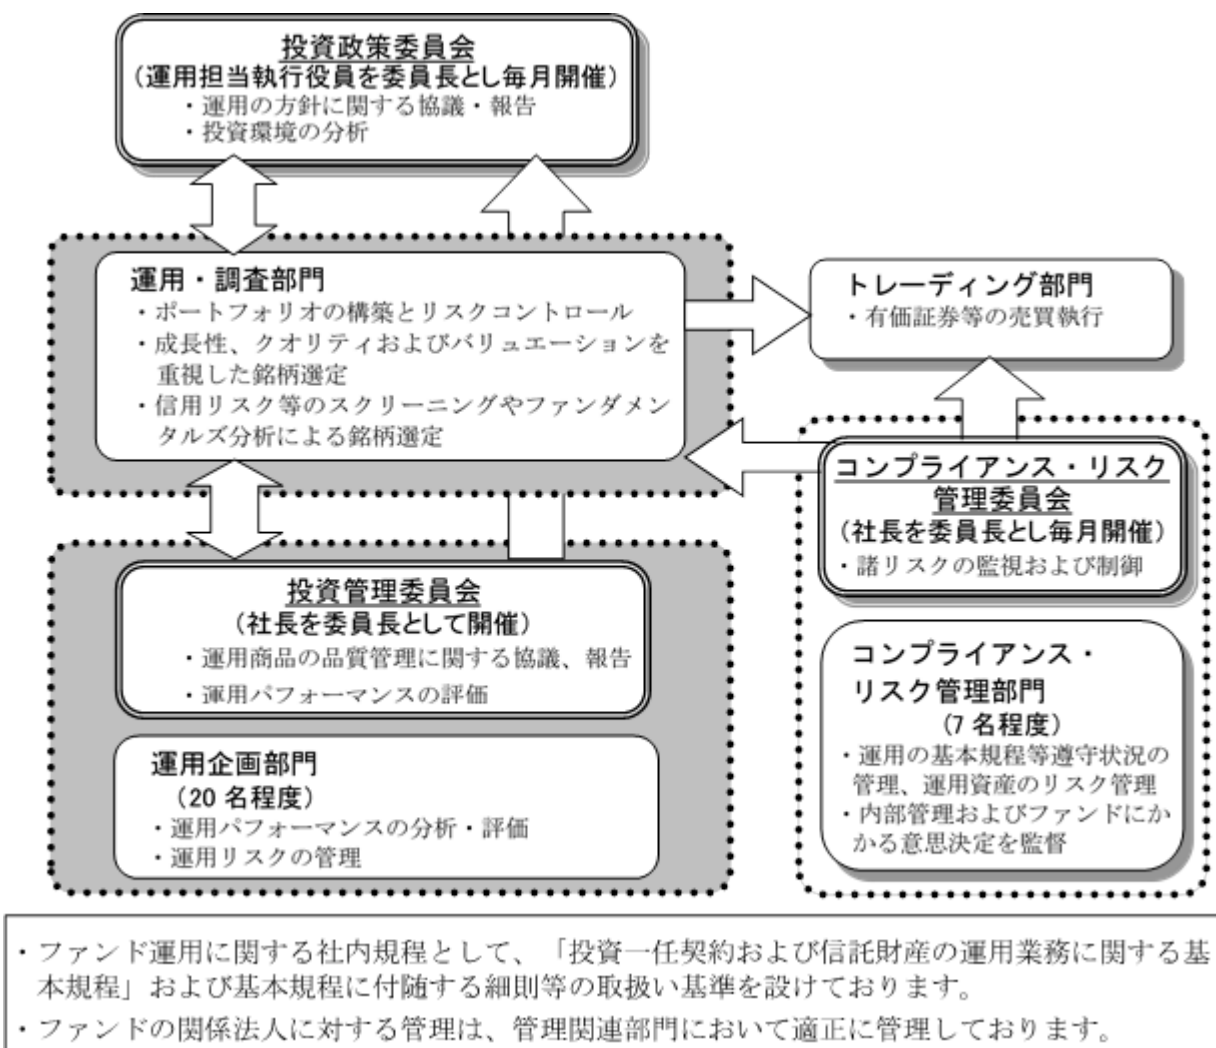 投資政策委員会
（運用担当執行役員を委員長とし毎月開催）
・運用の方針に関する協議・報告
・投資環境の分析
運用・調査部門
・ポートフォリオの構築とリスクコントロール
・成長性、クオリティおよびバリュエーションを
重視した銘柄選定
・信用リスク等のスクリーニングやファンダメン
タルズ分析による銘柄選定
トレーディング部門
・有価証券等の売買執行
コンプライアンス・リスク
管理委員会
（社長を委員長とし毎月開催）
・諸リスクの監視および制御
投資管理委員会
（社長を委員長として開催）
・運用商品の品質管理に関する協議、報告
・運用パフォーマンスの評価
運用企画部門
（20 名程度）
・運用パフォーマンスの分析・評価
・運用リスクの管理
コンプライアンス・
リスク管理部門
（7 名程度）
・運用の基本規程等遵守状況の
管理、運用資産のリスク管理
・内部管理およびファンドにか
かる意思決定を監督
・ファンド運用に関する社内規程として、「投資一任契約および信託財産の運用業務に関する基
本規程」および基本規程に付随する細則等の取扱い基準を設けております。
・ファンドの関係法人に対する管理は、管理関連部門において適正に管理しております。